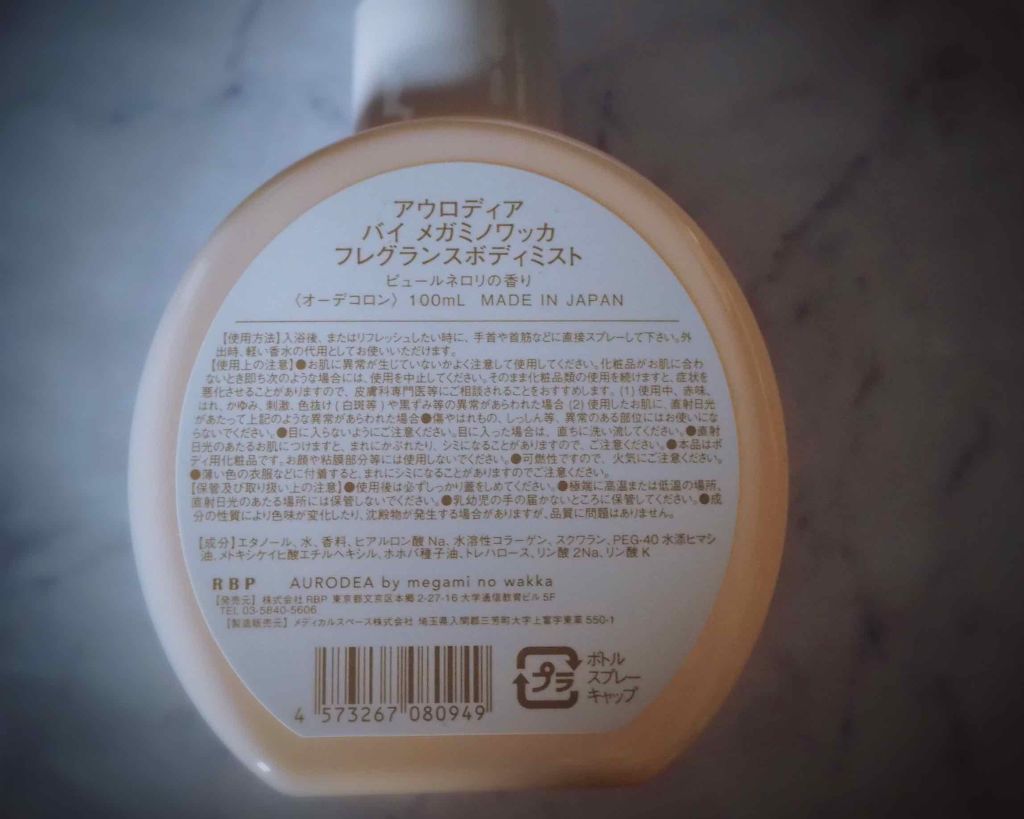 アウロディア
バイ メガミノワッカ
フレグランスボディミスト
ピュールネロリの香り
〈オーデコロン〉 100mL MADE IN JAPAN
【使用方法】入浴後、またはリフレッシュしたい時に、手首や首筋などに直接スプレーして下さい。外
出時、軽い香水の代用としてお使いいただけます。
【使用上の注意】●お肌に異常が生じていないかよく注意して使用してください。化粧品がお肌に合わ
ないとき即ち次のような場合には、使用を中止してください。そのまま化粧品類の使用を続けますと、症状を
悪化させることがありますので、皮膚科専門医等にご相談されることをおすすめします。(1) 使用中、赤味、
はれ、かゆみ、刺激、色抜け(白斑等)や黒ずみ等の異常があらわれた場合 (2) 使用したお肌に、直射日光
があたって上記のような異常があらわれた場合●傷やはれもの、しっしん等、異常のある部位にはお使いにな
らないでください。●目に入らないようにご注意ください。目に入った場合は、直ちに洗い流してください。●直射
日光のあたるお肌につけますと、まれにかぶれたり、シミになることがありますので、ご注意ください。●本品はボ
ディ用化粧品です。お顔や粘膜部分等には使用しないでください。●可燃性ですので、火気にご注意ください。
●薄い色の衣服などに付着すると、まれにシミになることがありますのでご注意ください。
【保管及び取り扱い上の注意】●使用後は必ずしっかり蓋をしめてください。●極端に高温または低温の場所、
直射日光のあたる場所には保管しないでください。●乳幼児の手の届かないところに保管してください。●成
分の性質により色味が変化したり、沈殿物が発生する場合がありますが、品質に問題はありません。
【成分】エタノール、水、香料、ヒアルロン酸 Na、水溶性コラーゲン、スクワラン、PEG-40 水添ヒマシ
油、メトキシケイヒ酸エチルヘキシル、ホホバ種子油、トレハロース、リン酸 2Na、リン酸 K
RBP AURODEA by megami no wakka
【発売元】株式会社 RBP 東京都文京区本郷 2-27-16 大学通信教育ビル 5F
TEL 03-5840-5606
【製造販売元】メディカルスペース株式会社 埼玉県入間郡三芳町大字上富字東草 550-1
4 573267 080949
プラ
ボトル
スプレー
キャップ